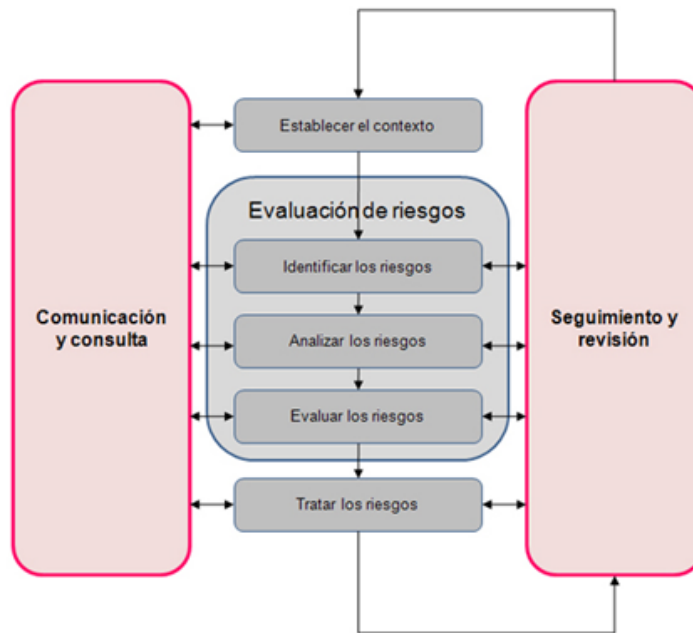 Establecer el contexto
Evaluación de riesgos
Identificar los riesgos
Analizar los riesgos
Evaluar los riesgos
Tratar los riesgos
Comunicación
y consulta
Seguimiento y
revisión